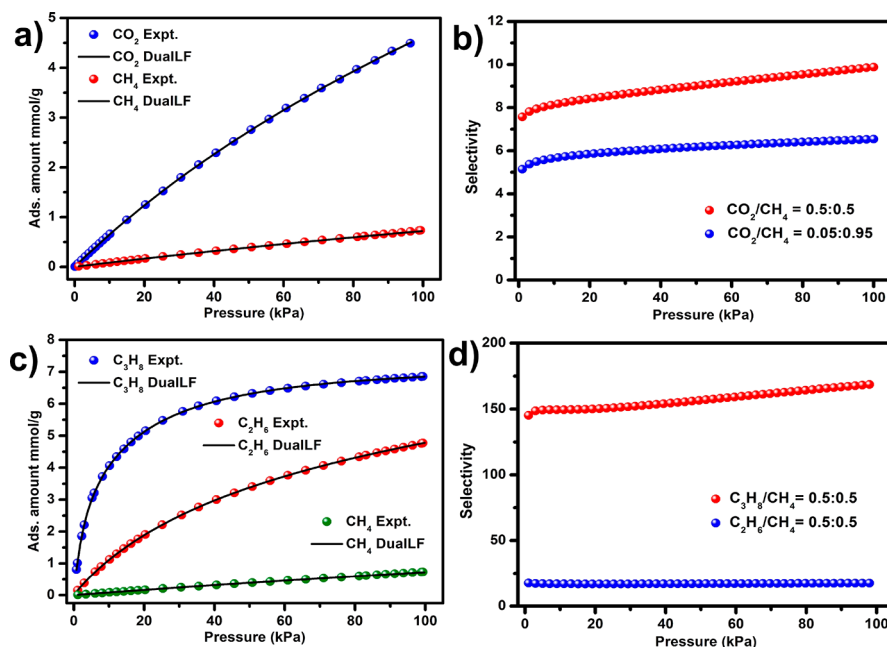 a)
CO2 Expt.
CO2 DualLF
CH4 Expt.
CH4 DualLF
Ads. amount mmol/g
5
4
3
2
1
0
0 20 40 60 80 100
Pressure (kPa)
b)
Selectivity
12
10
8
6
4
2
0
CO2/CH4 = 0.5:0.5
CO2/CH4 = 0.05:0.95
0 20 40 60 80 100
Pressure (kPa)
c)
C3H8 Expt.
C3H8 DualLF
C2H6 Expt.
C2H6 DualLF
CH4 Expt.
CH4 DualLF
Ads. amount mmol/g
8
7
6
5
4
3
2
1
0
0 20 40 60 80 100
Pressure (kPa)
d)
Selectivity
200
150
100
50
0
C3H8/CH4= 0.5:0.5
C2H6/CH4= 0.5:0.5
0 20 40 60 80 100
Pressure (kPa)